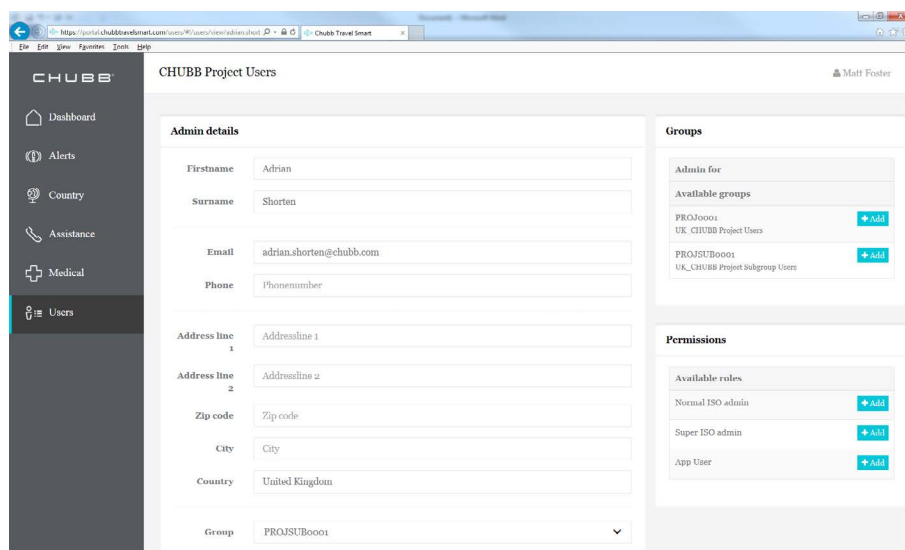 https://portal.chubbtravelsmart.com/users/#/users/view/adrian.short
Chubb Travel Smart
File Edit View Favorites Tools Help
CHUBB
CHUBB Project Users
Matt Foster
Dashboard
Alerts
Country
Assistance
Medical
Users
Admin details
Firstname Adrian
Surname Shorten
Email adrian.shorten@chubb.com
Phone Phonenumber
Address line 1 Addressline 1
Address line 2 Addressline 2
Zip code Zip code
City City
Country United Kingdom
Group PROJSUB0001
Groups
Admin for
Available groups
PROJ0001 +Add
UK_CHUBB Project Users
PROJSUB0001 +Add
UK_CHUBB Project Subgroup Users
Permissions
Available roles
Normal ISO admin +Add
Super ISO admin +Add
App User +Add